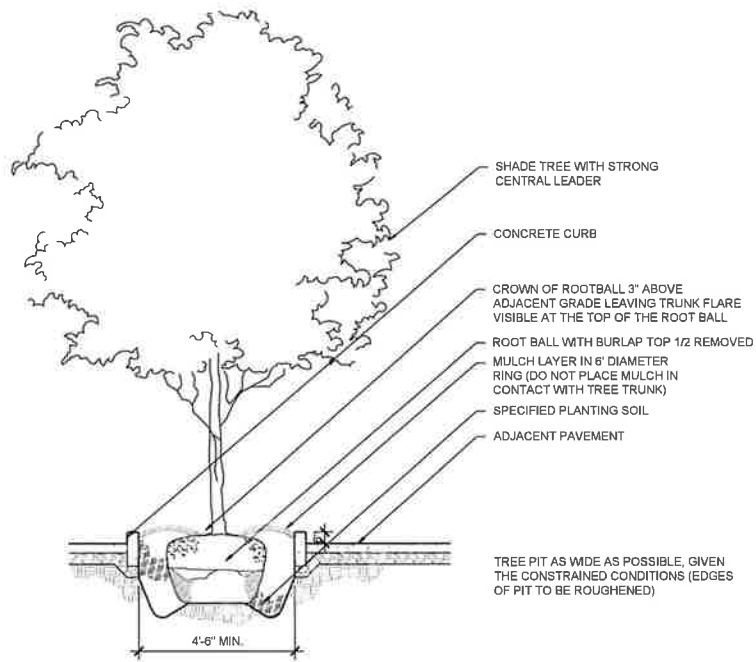 SHADE TREE WITH STRONG
CENTRAL LEADER
CONCRETE CURB
CROWN OF ROOTBALL 3" ABOVE
ADJACENT GRADE LEAVING TRUNK FLARE
VISIBLE AT THE TOP OF THE ROOT BALL
ROOT BALL WITH BURLAP TOP 1/2 REMOVED
MULCH LAYER IN 6' DIAMETER
RING (DO NOT PLACE MULCH IN
CONTACT WITH TREE TRUNK)
SPECIFIED PLANTING SOIL
ADJACENT PAVEMENT
TREE PIT AS WIDE AS POSSIBLE, GIVEN
THE CONSTRAINED CONDITIONS (EDGES
OF PIT TO BE ROUGHENED)
4'-6" MIN.